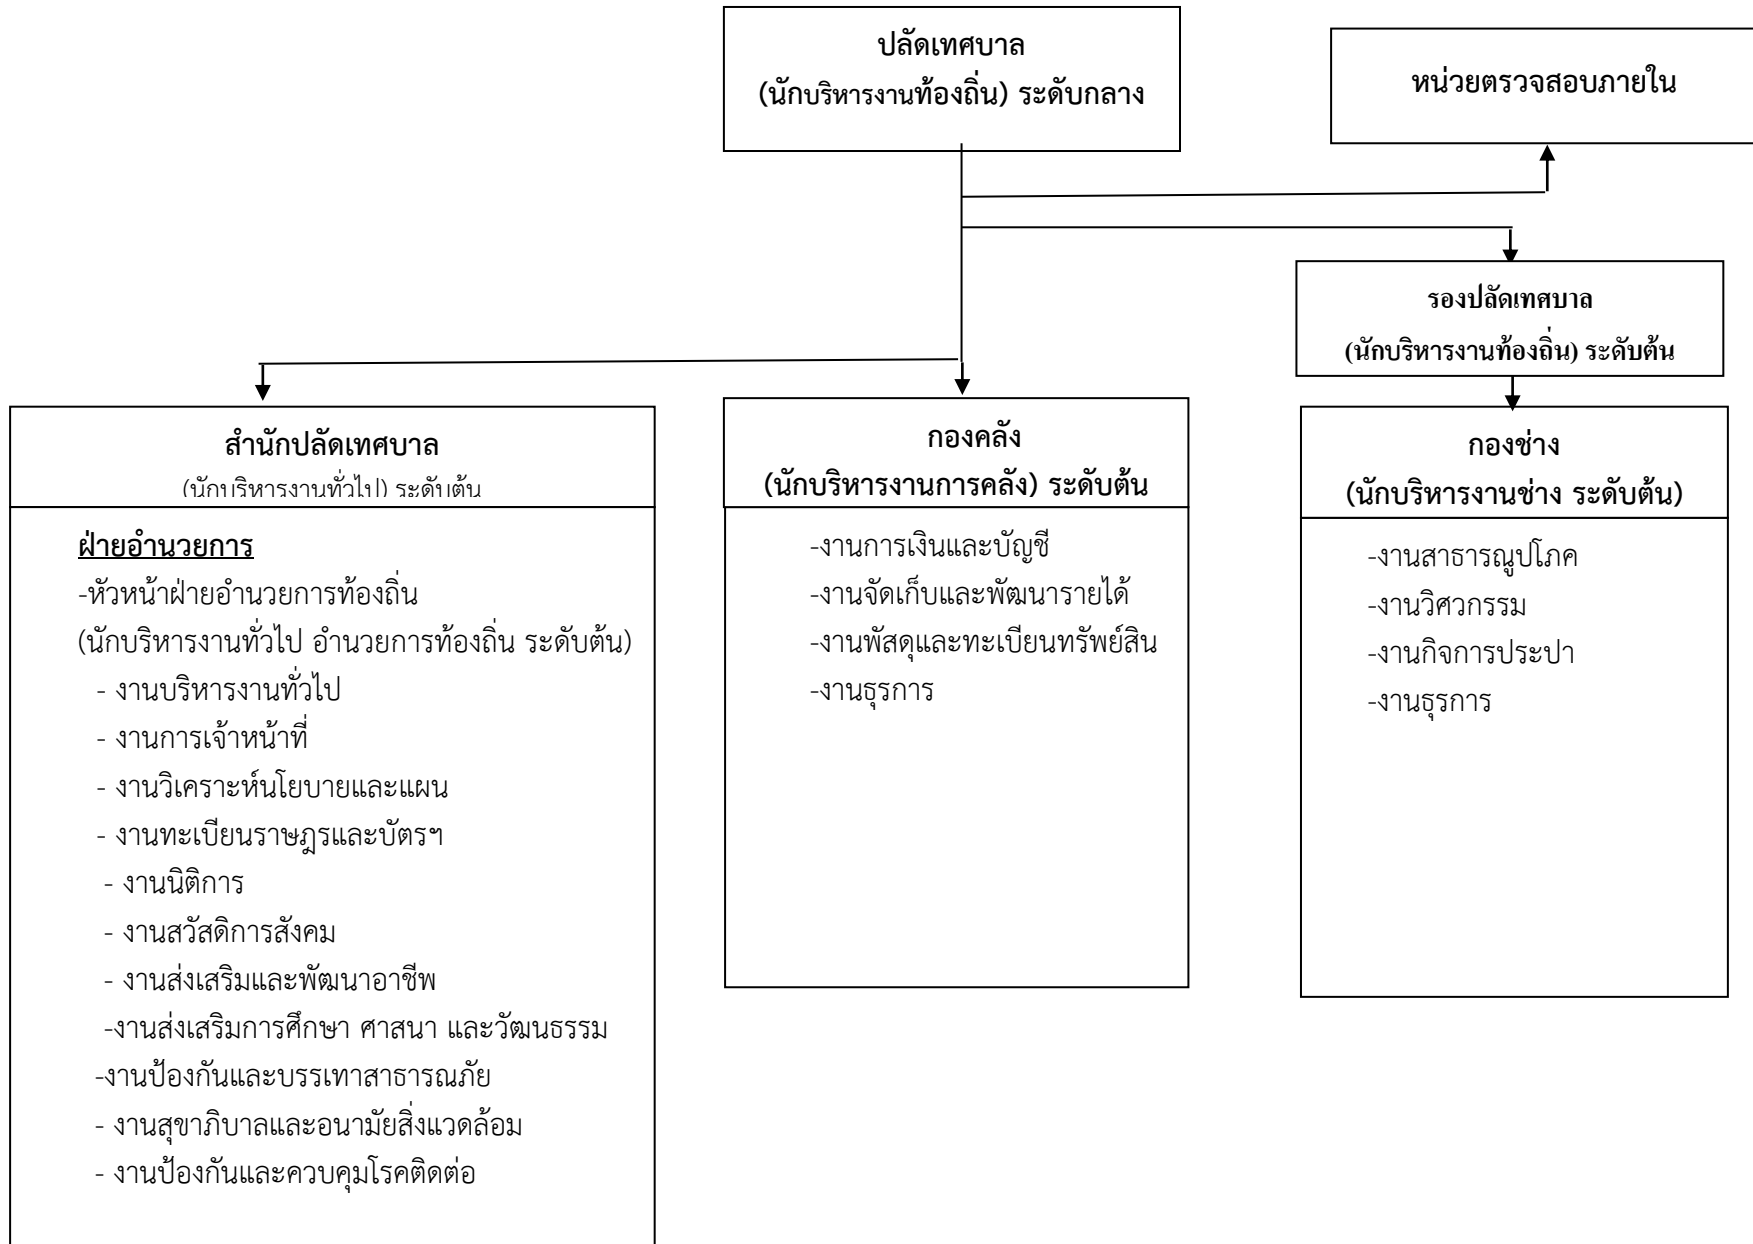 ปลัดเทศบาล
(นักบริหารงานท้องถิ่น) ระดับกลาง
หน่วยตรวจสอบภายใน
รองปลัดเทศบาล
(นักบริหารงานท้องถิ่น) ระดับต้น
สำนักปลัดเทศบาล
(นักบริหารงานทั่วไป) ระดับต้น
ฝ่ายอำนวยการ
-หัวหน้าฝ่ายอำนวยการท้องถิ่น
(นักบริหารงานทั่วไป อำนวยการท้องถิ่น ระดับต้น)
- งานบริหารงานทั่วไป
- งานการเจ้าหน้าที่
- งานวิเคราะห์นโยบายและแผน
- งานทะเบียนราษฎรและบัตรฯ
- งานนิติการ
- งานสวัสดิการสังคม
- งานส่งเสริมและพัฒนาอาชีพ
-งานส่งเสริมการศึกษา ศาสนา และวัฒนธรรม
-งานป้องกันและบรรเทาสาธารณภัย
- งานสุขาภิบาลและอนามัยสิ่งแวดล้อม
- งานป้องกันและควบคุมโรคติดต่อ
กองคลัง
(นักบริหารงานการคลัง) ระดับต้น
-งานการเงินและบัญชี
-งานจัดเก็บและพัฒนารายได้
-งานพัสดุและทะเบียนทรัพย์สิน
-งานธุรการ
กองช่าง
(นักบริหารงานช่าง ระดับต้น)
-งานสาธารณูปโภค
-งานวิศวกรรม
-งานกิจการประปา
-งานธุรการ